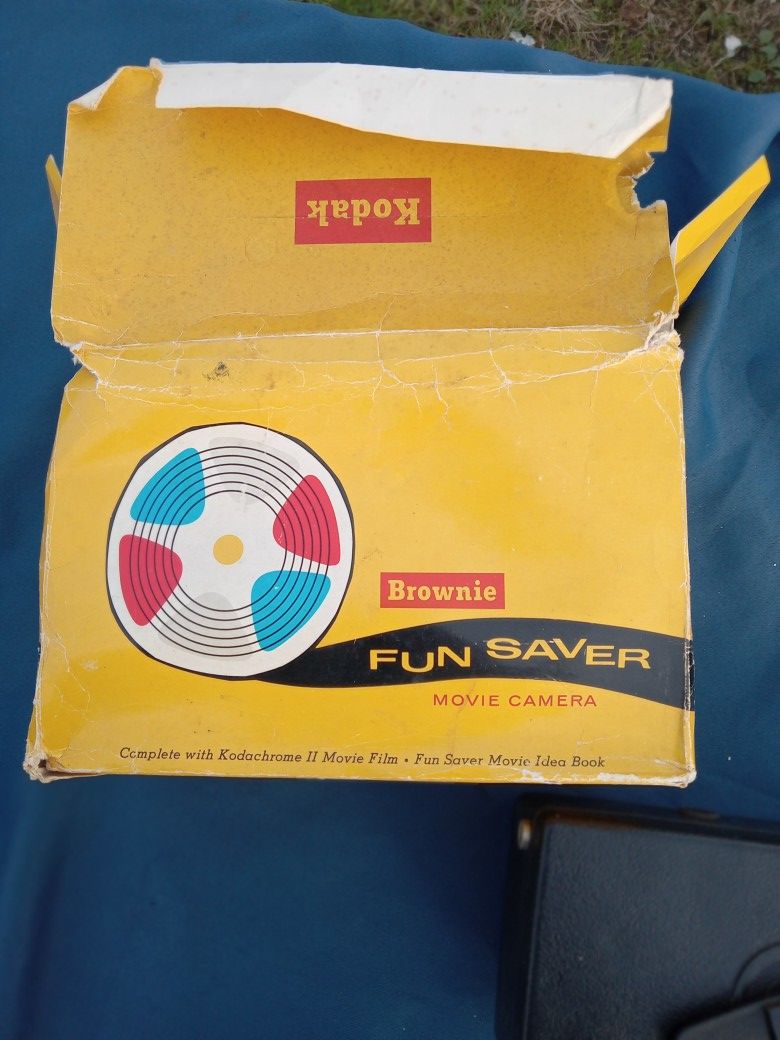 Kodak
Brownie
FUN SAVER
MOVIE CAMERA
Complete with Kodachrome II Movie Film • Fun Saver Movie Idea Book